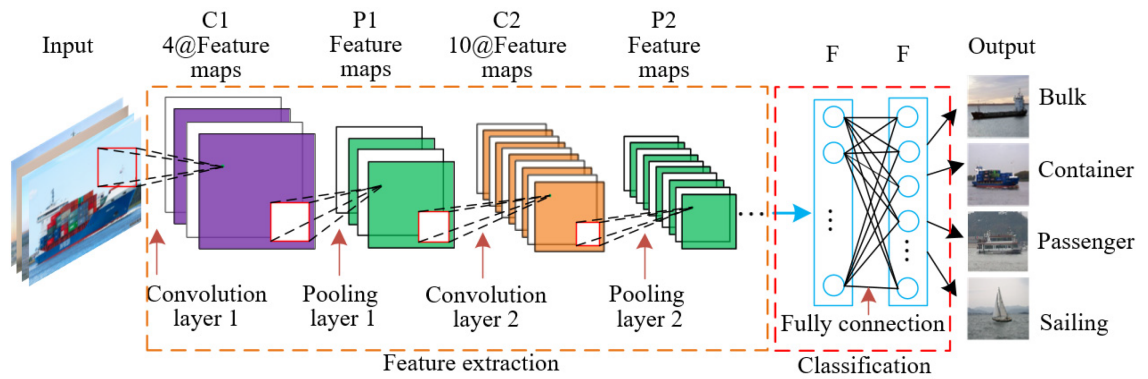 Input
C1
4@Feature
maps
P1
Feature
maps
C2
10@Feature
maps
P2
Feature
maps
F
F
Output
Bulk
Container
Passenger
Sailing
Convolution
layer 1
Pooling
layer 1
Convolution
layer 2
Pooling
layer 2
Fully connection
Feature extraction
Classification